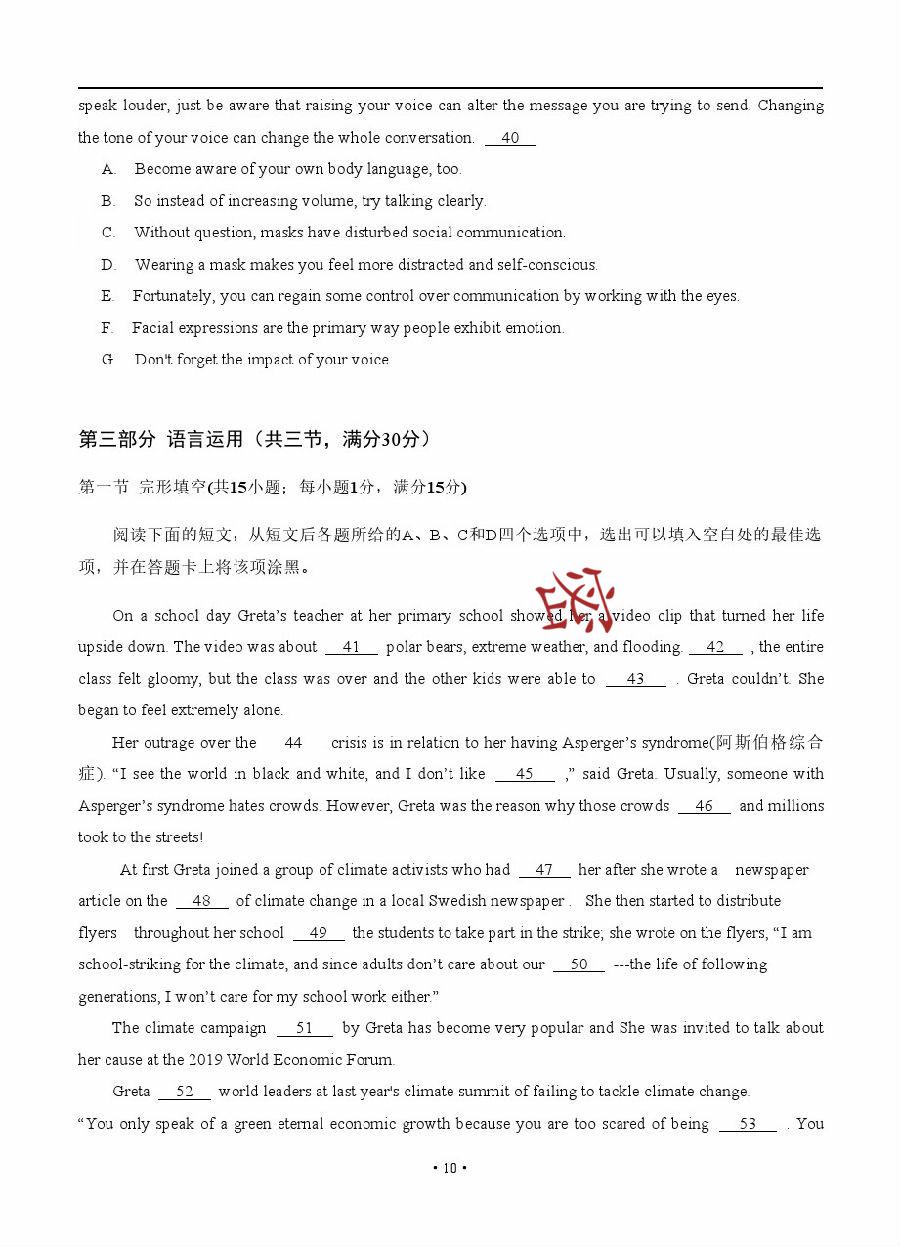 speak louder, just be aware that raising your voice can alter the message you are trying to send. Changing
the tone of your voice can change the whole conversation. 40
A. Become aware of your own body language, too.
B. So instead of increasing volume, try talking clearly.
C. Without question, masks have disturbed social communication.
D. Wearing a mask makes you feel more distracted and self-conscious.
E. Fortunately, you can regain some control over communication by working with the eyes.
F. Facial expressions are the primary way people exhibit emotion.
G Don't forget the impact of your voice
第三部分 语言运用（共三节，满分30分）
第一节 完形填空(共15小题；每小题1分，满分15分)
阅读下面的短文，从短文后各题所给的A、B、C和D四个选项中，选出可以填入空白处的最佳选
项，并在答题卡上将该项涂黑。
On a school day Greta’s teacher at her primary school showed her a video clip that turned her life
upside down. The video was about 41 polar bears, extreme weather, and flooding. 42 , the entire
class felt gloomy, but the class was over and the other kids were able to 43 . Greta couldn’t. She
began to feel extremely alone.
Her outrage over the 44 crisis is in relation to her having Asperger’s syndrome(阿斯伯格综合
症). “I see the world in black and white, and I don’t like 45 ,” said Greta. Usually, someone with
Asperger’s syndrome hates crowds. However, Greta was the reason why those crowds 46 and millions
took to the streets!
At first Greta joined a group of climate activists who had 47 her after she wrote a newspaper
article on the 48 of climate change in a local Swedish newspaper . She then started to distribute
flyers throughout her school 49 the students to take part in the strike; she wrote on the flyers, “I am
school-striking for the climate, and since adults don’t care about our 50 ---the life of following
generations, I won’t care for my school work either.”
The climate campaign 51 by Greta has become very popular and She was invited to talk about
her cause at the 2019 World Economic Forum.
Greta 52 world leaders at last year's climate summit of failing to tackle climate change.
“You only speak of a green eternal economic growth because you are too scared of being 53 . You
• 10 •